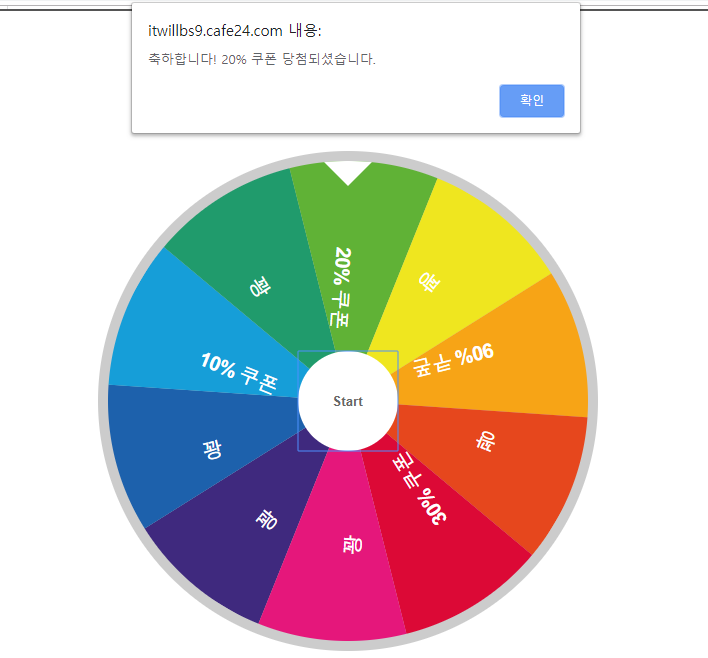 itwillbs9.cafe24.com 내용:
축하합니다! 20% 쿠폰 당첨되셨습니다.
확인
20% 쿠폰
꽝
꽝
90% 쿠폰
10% 쿠폰
Start
꽝
꽝
30% 쿠폰
꽝
꽝